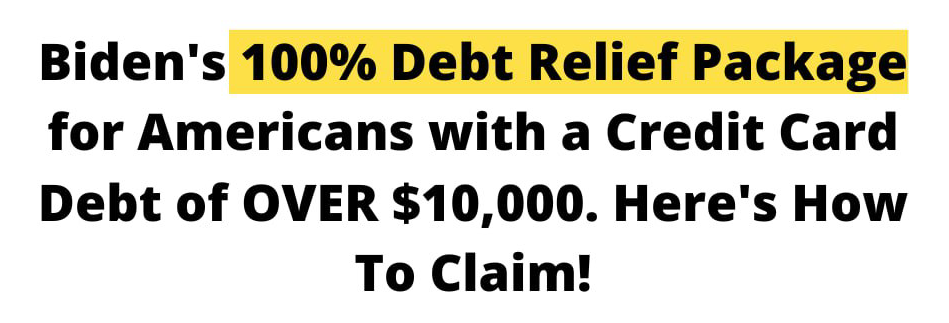 Biden's 100% Debt Relief Package
for Americans with a Credit Card
Debt of OVER $10,000. Here's How
To Claim!